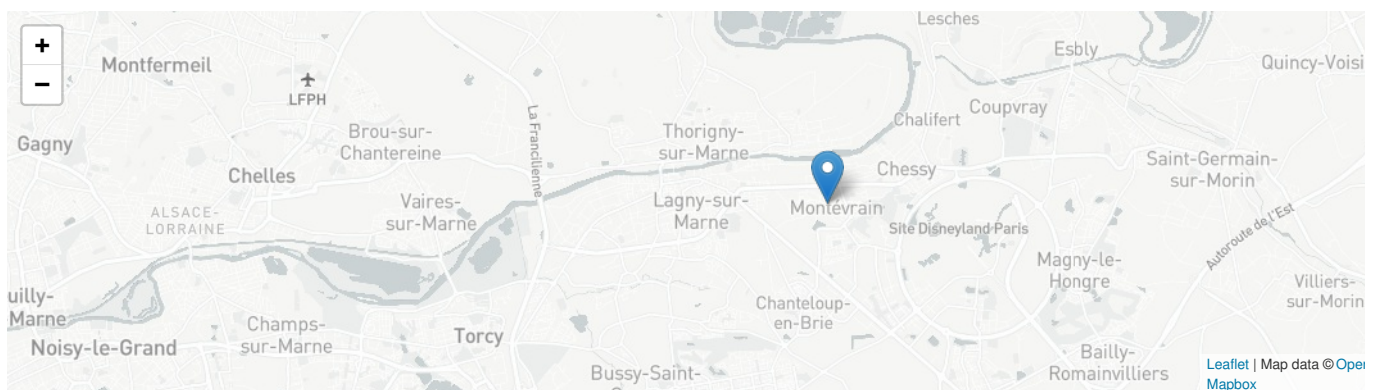 +
−
Montfermeil
LFPH
Gagny
Brou-sur-
Chantereine
Chelles
ALSACE-
LORRAINE
Vaires-
sur-Marne
La Francilienne
Thorigny-
sur-Marne
Lagny-sur-
Marne
Montévrain
Chessy
Site Disneyland Paris
Lesches
Esbly
Quincy-Voisi
Coupvray
Chalifert
Saint-Germain-
sur-Morin
Autoroute de l'Est
Magny-le-
Hongre
Villiers-
sur-Morin
Chanteloup-
en-Brie
uilly-
Marne
Noisy-le-Grand
Champs-
sur-Marne
Torcy
Bussy-Saint-
Bailly-
Romainvilliers
Leaflet | Map data © Oper
Mapbox